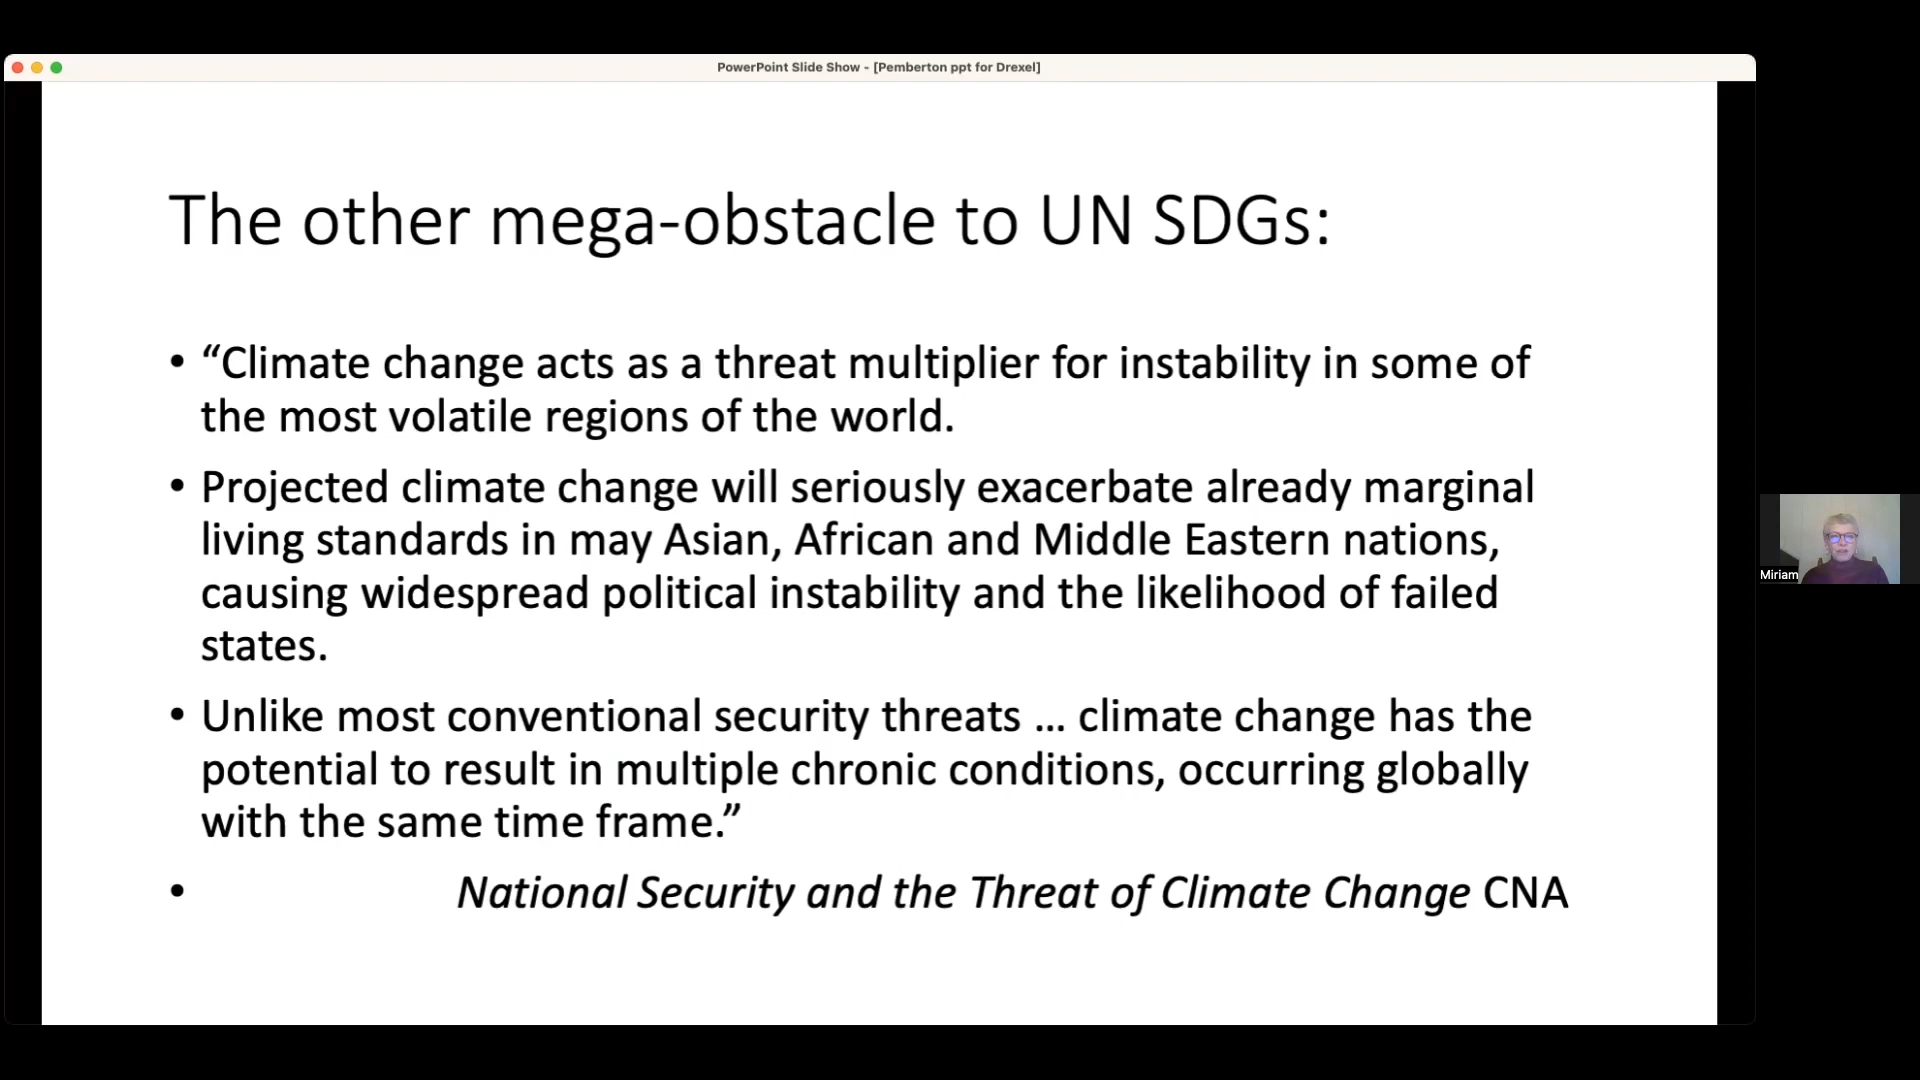 PowerPoint Slide Show - [Pemberton ppt for Drexel]
The other mega-obstacle to UN SDGs:
• “Climate change acts as a threat multiplier for instability in some of
the most volatile regions of the world.
• Projected climate change will seriously exacerbate already marginal
living standards in may Asian, African and Middle Eastern nations,
causing widespread political instability and the likelihood of failed
states.
• Unlike most conventional security threats ... climate change has the
potential to result in multiple chronic conditions, occurring globally
with the same time frame.”
• National Security and the Threat of Climate Change CNA
Miriam